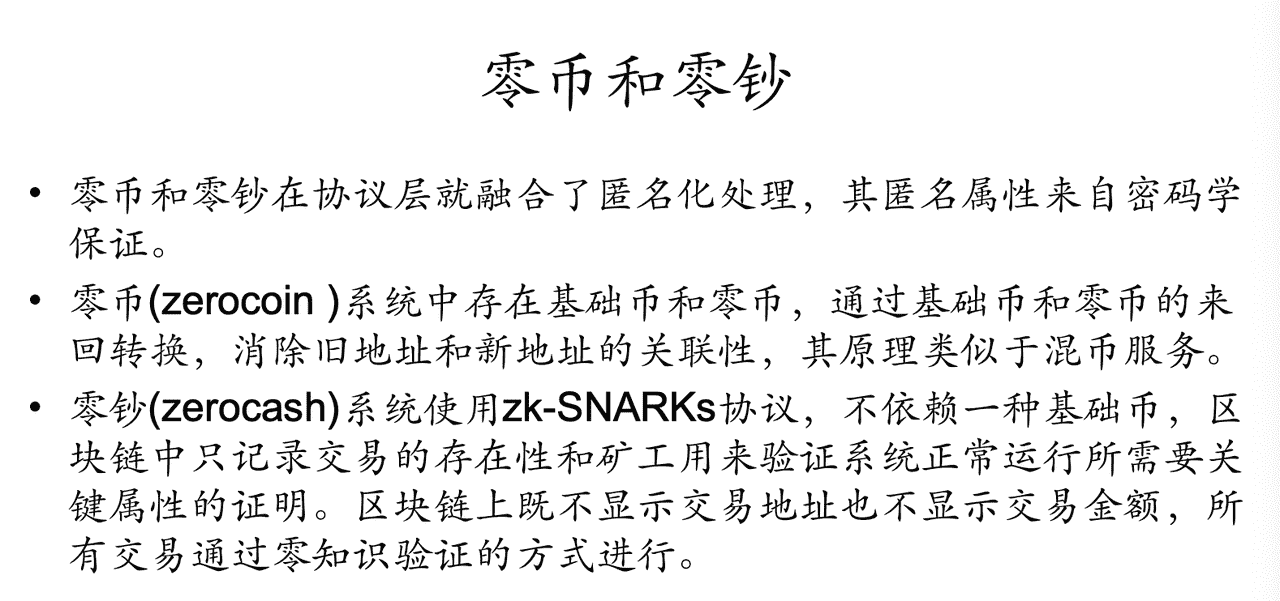 零币和零钞
• 零币和零钞在协议层就融合了匿名化处理，其匿名属性来自密码学
保证。
• 零币(zerocoin )系统中存在基础币和零币，通过基础币和零币的来
回转换，消除旧地址和新地址的关联性，其原理类似于混币服务。
• 零钞(zerocash)系统使用zk-SNARKs协议，不依赖一种基础币，区
块链中只记录交易的存在性和矿工用来验证系统正常运行所需要关
键属性的证明。区块链上既不显示交易地址也不显示交易金额，所
有交易通过零知识验证的方式进行。